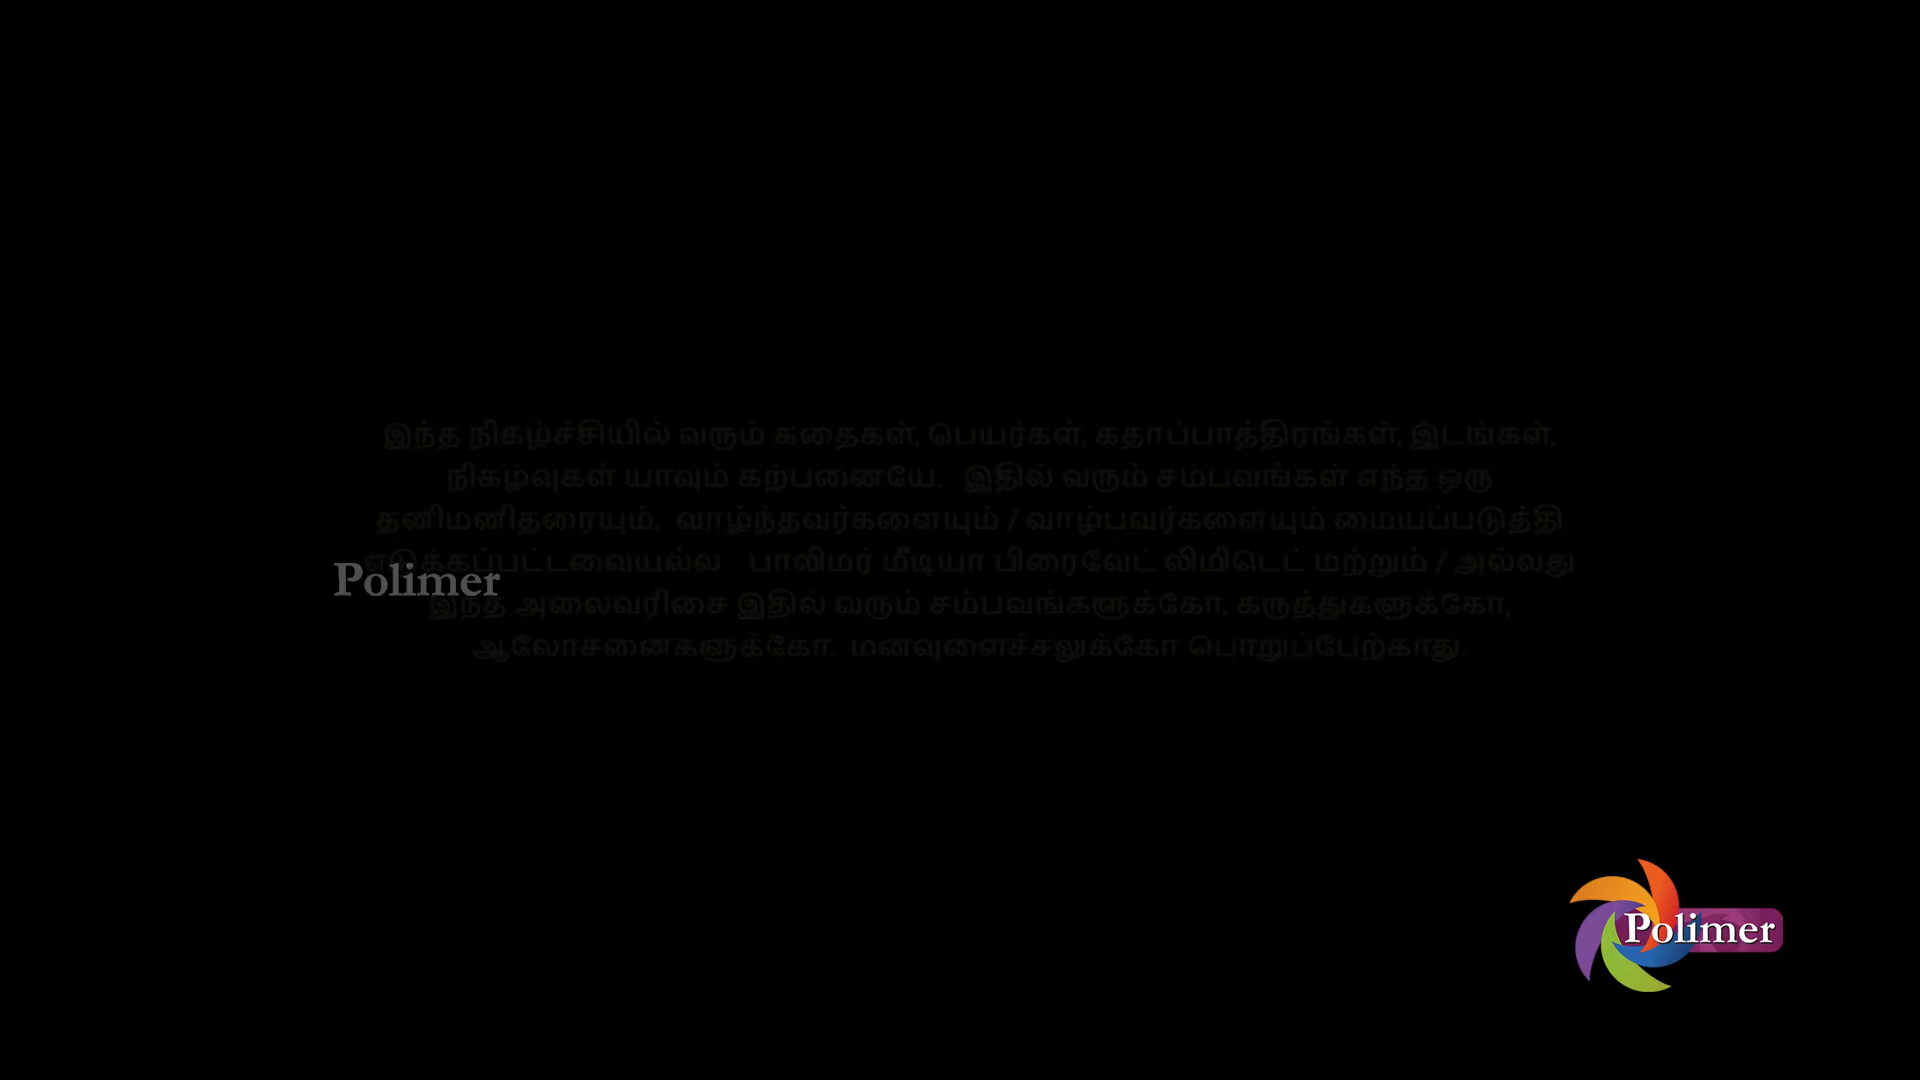 இந்த நிகழ்ச்சியில் வரும் கதைகள், பெயர்கள், கதாப்பாத்திரங்கள், இடங்கள்,
நிகழ்வுகள் யாவும் கற்பனையே. இதில் வரும் சம்பவங்கள் எந்த ஒரு
தனிமனிதரையும், வாழ்ந்தவர்களையும் / வாழ்பவர்களையும் மையப்படுத்தி
எடுக்கப்பட்டவையல்ல பாலிமர் மீடியா பிரைவேட் லிமிடெட் மற்றும் / அல்லது
Polimer
இந்த அலைவரிசை இதில் வரும் சம்பவங்களுக்கோ, கருத்துகளுக்கோ,
ஆலோசனைகளுக்கோ. மனவுளைச்சலுக்கோ பொறுப்பேற்காது.
Polimer